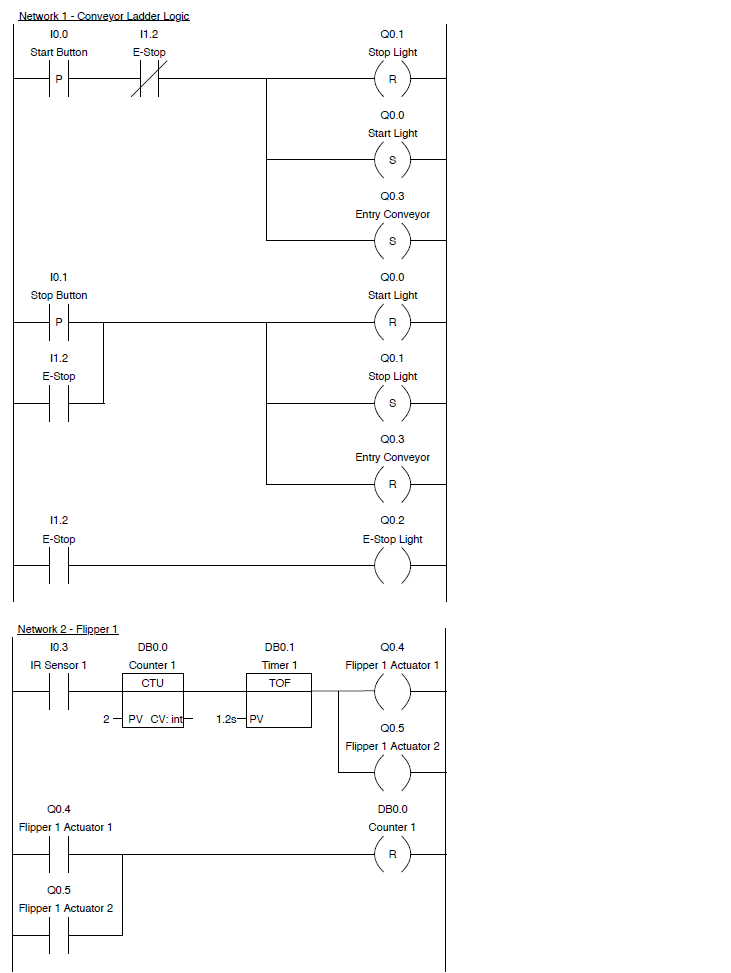 Network 1 - Conveyor Ladder Logic
I0.0 I1.2 Q0.1
Start Button E-Stop Stop Light
P R
Q0.0
Start Light
S
Q0.3
Entry Conveyor
S
I0.1 Q0.0
Stop Button Start Light
P R
I1.2 Q0.1
E-Stop Stop Light
S
Q0.3
Entry Conveyor
R
I1.2 Q0.2
E-Stop E-Stop Light
Network 2 - Flipper 1
I0.3 DB0.0 DB0.1 Q0.4
IR Sensor 1 Counter 1 Timer 1 Flipper 1 Actuator 1
CTU TOF
2 PV CV: int 1.2s PV
Q0.5
Flipper 1 Actuator 2
Q0.4 DB0.0
Flipper 1 Actuator 1 Counter 1
R
Q0.5
Flipper 1 Actuator 2